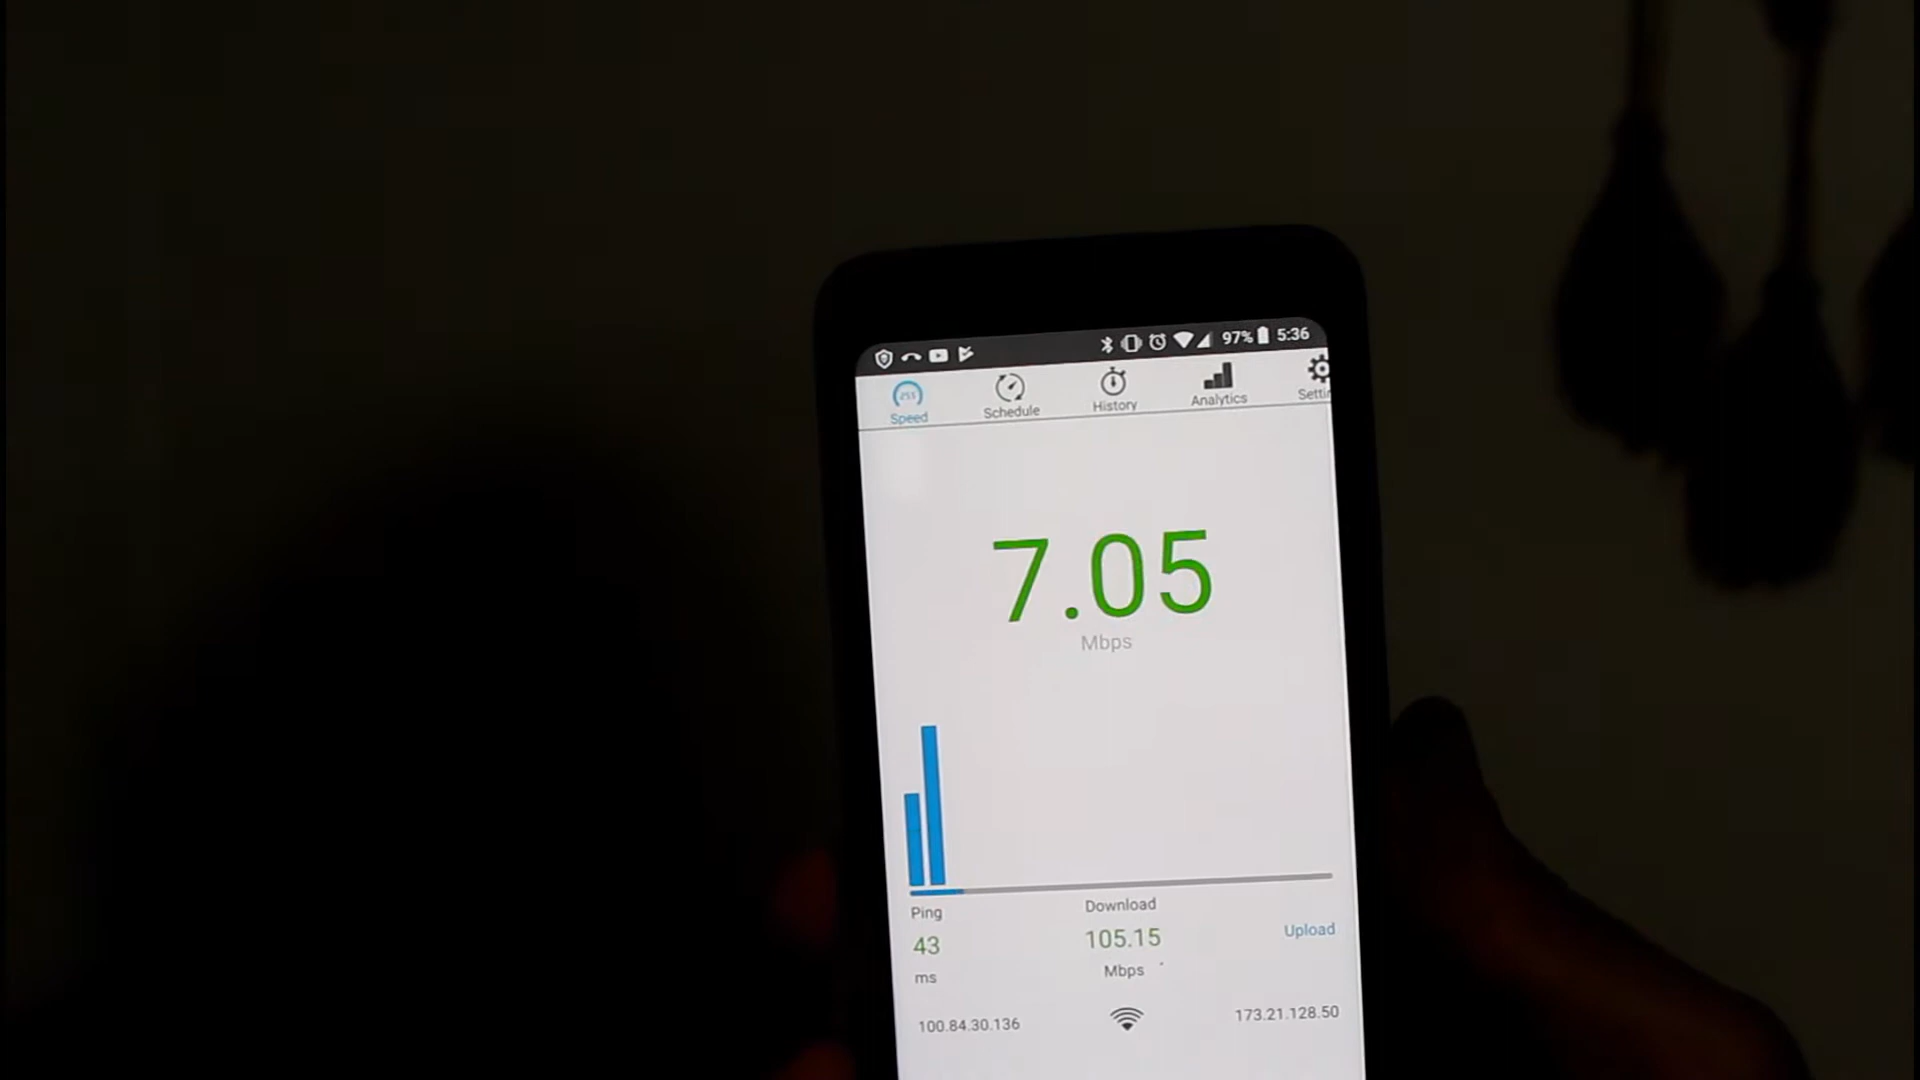 97% 5:36
Speed Schedule History Analytics Settin
7.05
Mbps
Ping Download Upload
43 105.15
ms Mbps
100.84.30.136 173.21.128.50